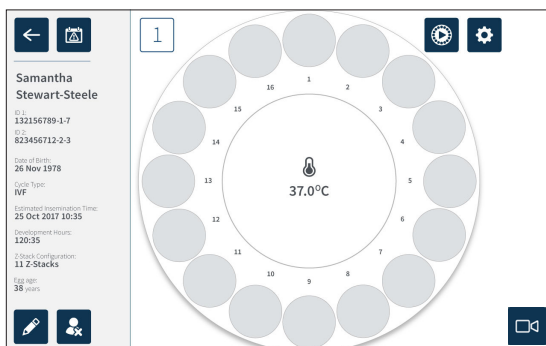 Samantha
Stewart-Steele
ID 1:
132156789-1-7
ID 2:
823456712-2-3
Date of Birth:
26 Nov 1978
Cycle Type:
IVF
Estimated Insemination Time:
25 Oct 2017 10:35
Development Hours:
120:35
Z-Stack Configuration:
11 Z-Stacks
Egg age:
38 years
1
1
2
3
4
5
6
7
8
9
10
11
12
13
14
15
16
37.0°C